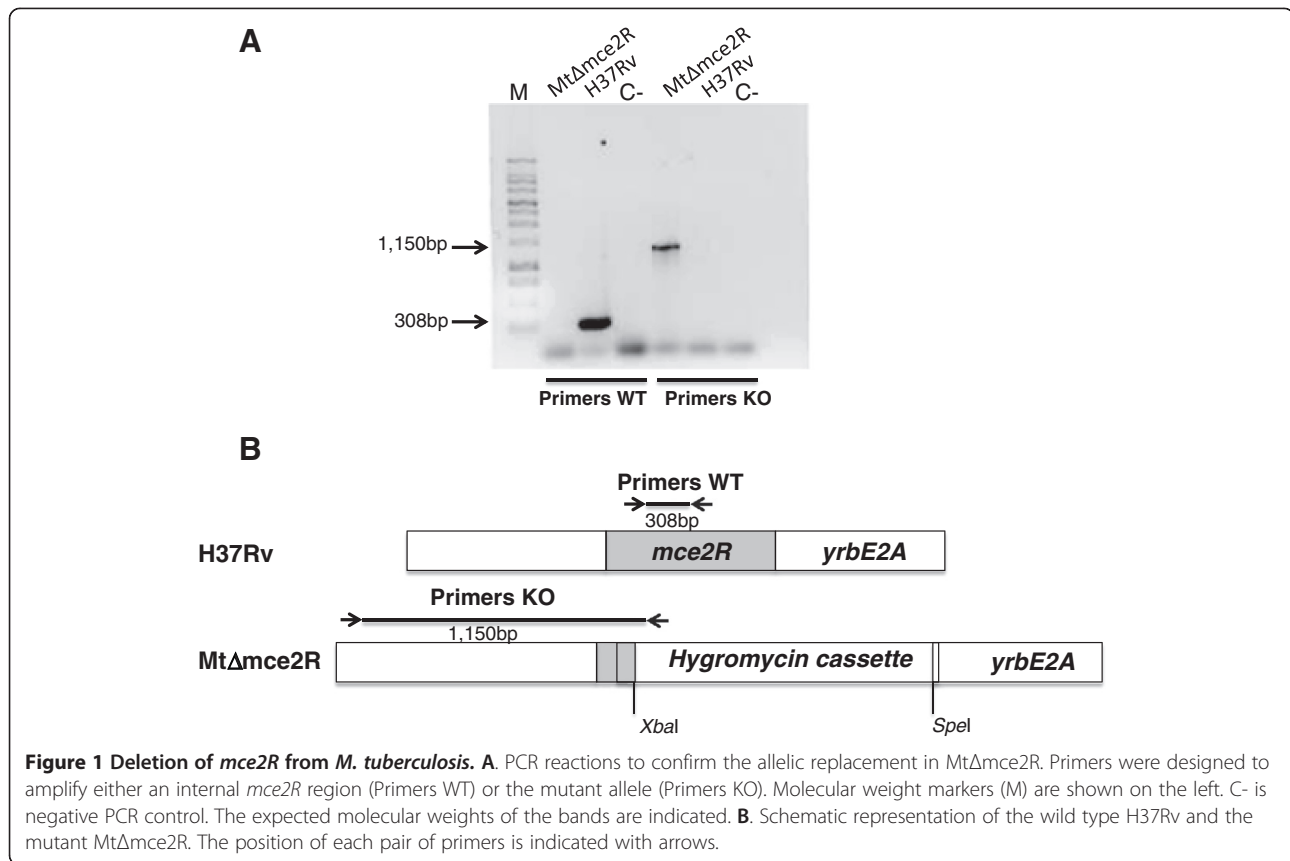 A
M MtΔmce2R H37Rv C- MtΔmce2R H37Rv C-
1,150bp
308bp
Primers WT Primers KO
B
Primers WT
308bp
H37Rv mce2R yrbE2A
Primers KO
1,150bp
MtΔmce2R Hygromycin cassette yrbE2A
XbaI SpeI
Figure 1 Deletion of mce2R from M. tuberculosis. A. PCR reactions to confirm the allelic replacement in MtΔmce2R. Primers were designed to
amplify either an internal mce2R region (Primers WT) or the mutant allele (Primers KO). Molecular weight markers (M) are shown on the left. C- is
negative PCR control. The expected molecular weights of the bands are indicated. B. Schematic representation of the wild type H37Rv and the
mutant MtΔmce2R. The position of each pair of primers is indicated with arrows.